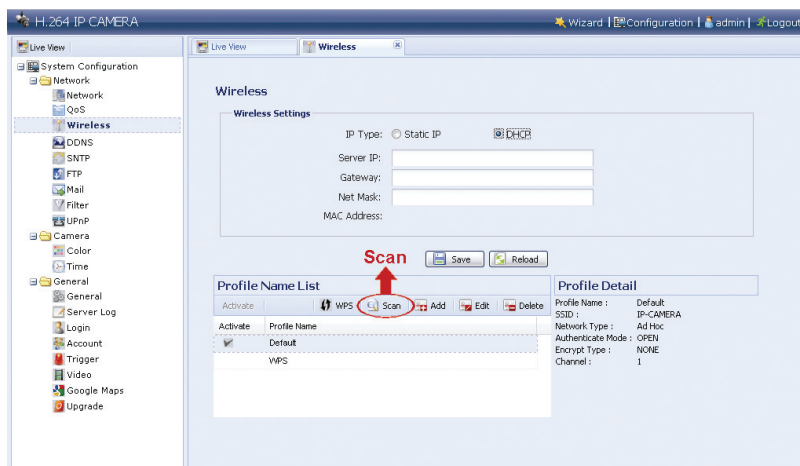 H.264 IP CAMERA
Wizard | Configuration | admin | Logout
Live View
System Configuration
Network
Network
QoS
Wireless
DDNS
SNTP
FTP
Mail
Filter
UPnP
Camera
Color
Time
General
General
Server Log
Login
Account
Trigger
Video
Google Maps
Upgrade
Live View Wireless
Wireless
Wireless Settings
IP Type: Static IP DHCP
Server IP:
Gateway:
Net Mask:
MAC Address:
Scan
Save Reload
Profile Name List
Activate WPS Scan Add Edit Delete
Activate Profile Name
Default
WPS
Profile Detail
Profile Name : Default
SSID : IP-CAMERA
Network Type : Ad Hoc
Authenticate Mode : OPEN
Encrypt Type : NONE
Channel : 1